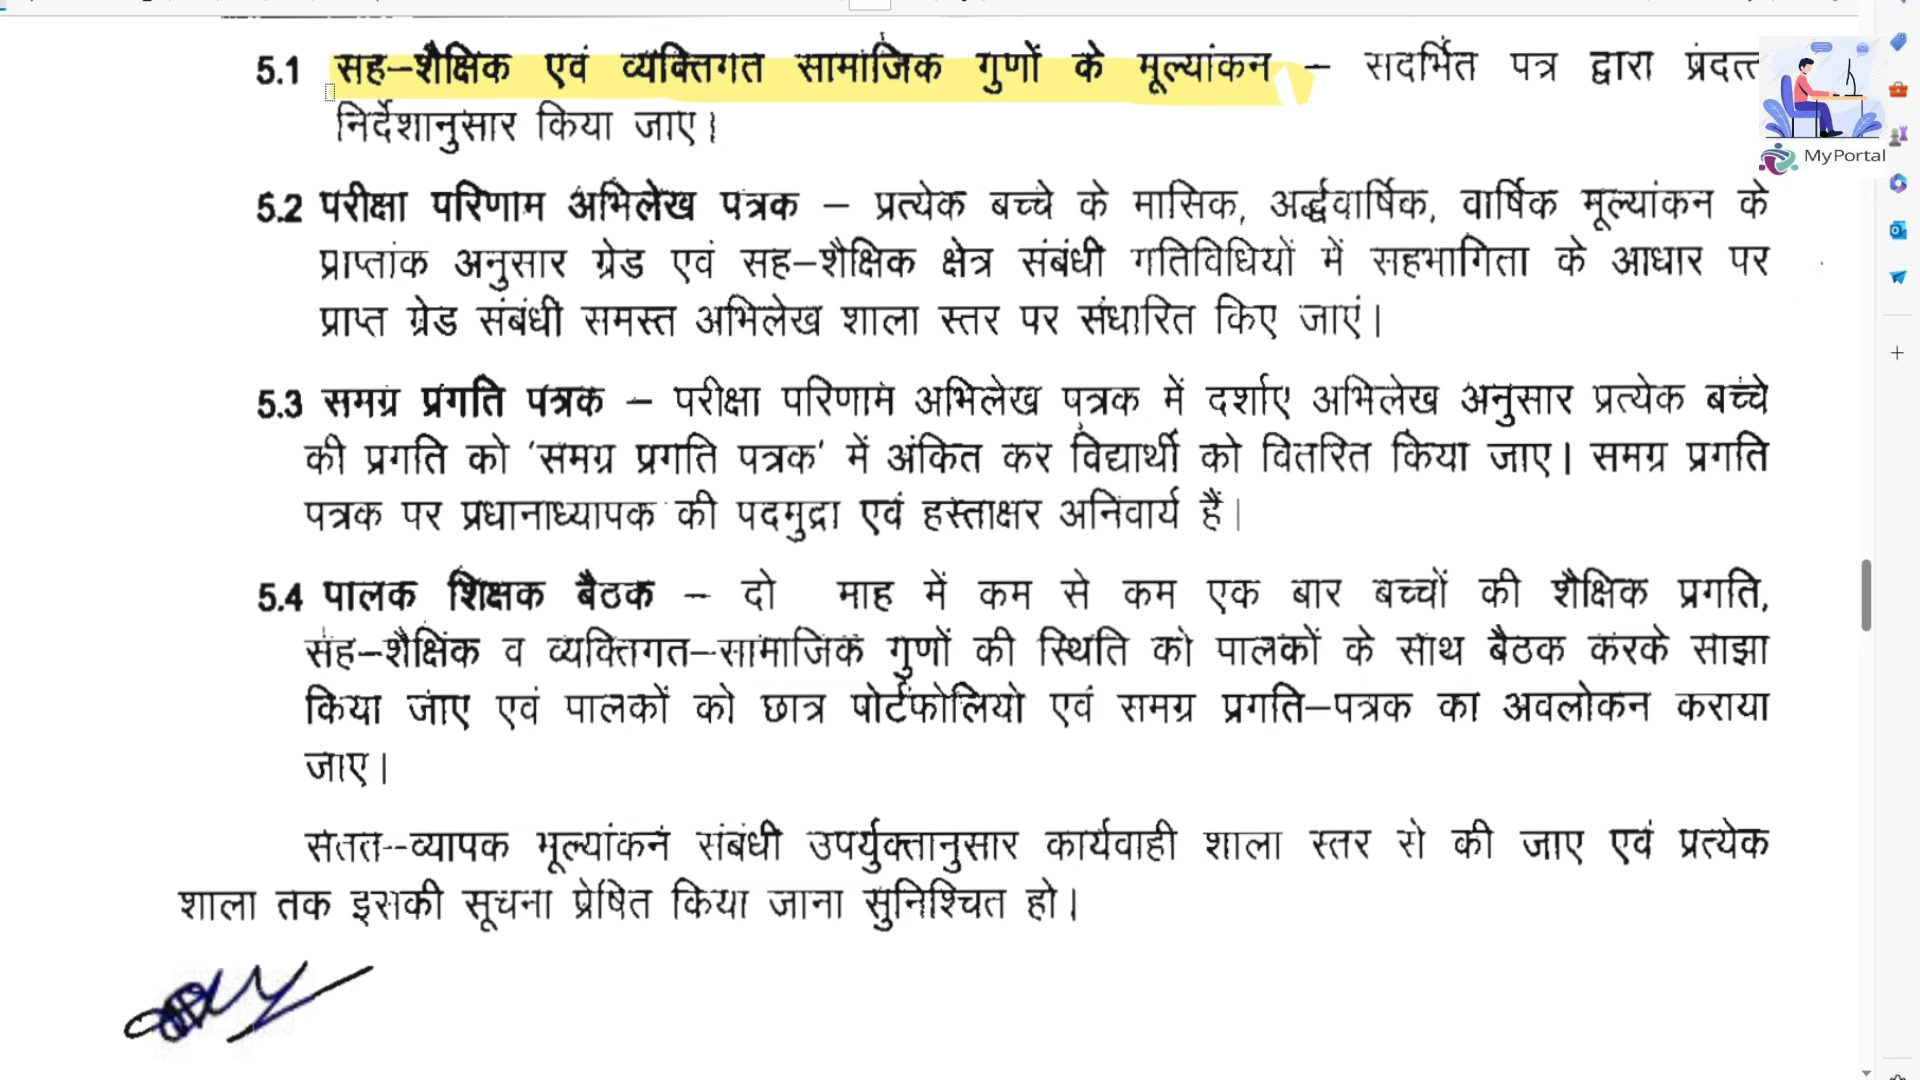 5.1 सह–शैक्षिक एवं व्यक्तिगत सामाजिक गुणों के मूल्यांकन – सदर्भित पत्र द्वारा प्रदत्त
निर्देशानुसार किया जाए।
MyPortal
5.2 परीक्षा परिणाम अभिलेख पत्रक – प्रत्येक बच्चे के मासिक, अर्द्धवार्षिक, वार्षिक मूल्यांकन के
प्राप्तांक अनुसार ग्रेड एवं सह–शैक्षिक क्षेत्र संबंधी गतिविधियों में सहभागिता के आधार पर
प्राप्त ग्रेड संबंधी समस्त अभिलेख शाला स्तर पर संधारित किए जाएं।
5.3 समग्र प्रगति पत्रक – परीक्षा परिणाम अभिलेख पत्रक में दर्शाए अभिलेख अनुसार प्रत्येक बच्चे
की प्रगति को ‘समग्र प्रगति पत्रक’ में अंकित कर विद्यार्थी को वितरित किया जाए। समग्र प्रगति
पत्रक पर प्रधानाध्यापक की पदमुद्रा एवं हस्ताक्षर अनिवार्य हैं।
5.4 पालक शिक्षक बैठक – दो माह में कम से कम एक बार बच्चों की शैक्षिक प्रगति,
सह–शैक्षिक व व्यक्तिगत–सामाजिक गुणों की स्थिति को पालकों के साथ बैठक करके साझा
किया जाए एवं पालकों को छात्र पोर्टफोलियो एवं समग्र प्रगति–पत्रक का अवलोकन कराया
जाए।
सतत–व्यापक मूल्यांकन संबंधी उपर्युक्तानुसार कार्यवाही शाला स्तर से की जाए एवं प्रत्येक
शाला तक इसकी सूचना प्रेषित किया जाना सुनिश्चित हो।